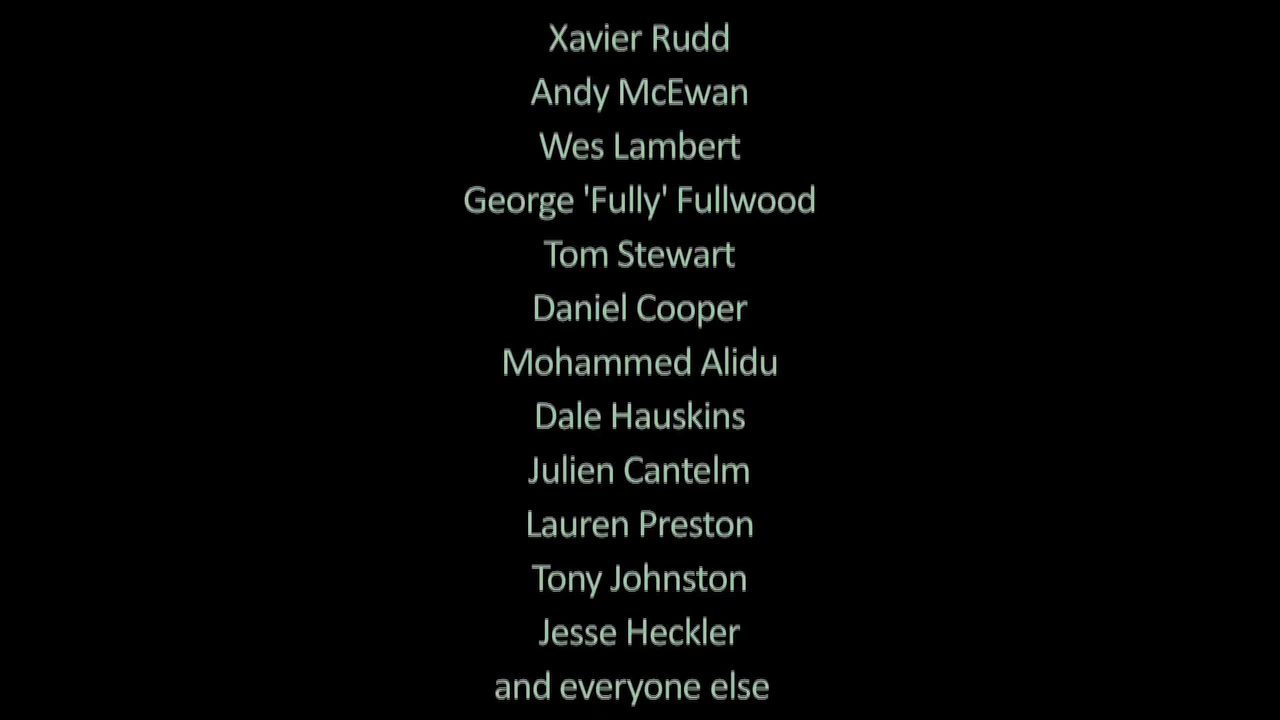 Xavier Rudd
Andy McEwan
Wes Lambert
George 'Fully' Fullwood
Tom Stewart
Daniel Cooper
Mohammed Alidu
Dale Hauskins
Julien Cantelm
Lauren Preston
Tony Johnston
Jesse Heckler
and everyone else